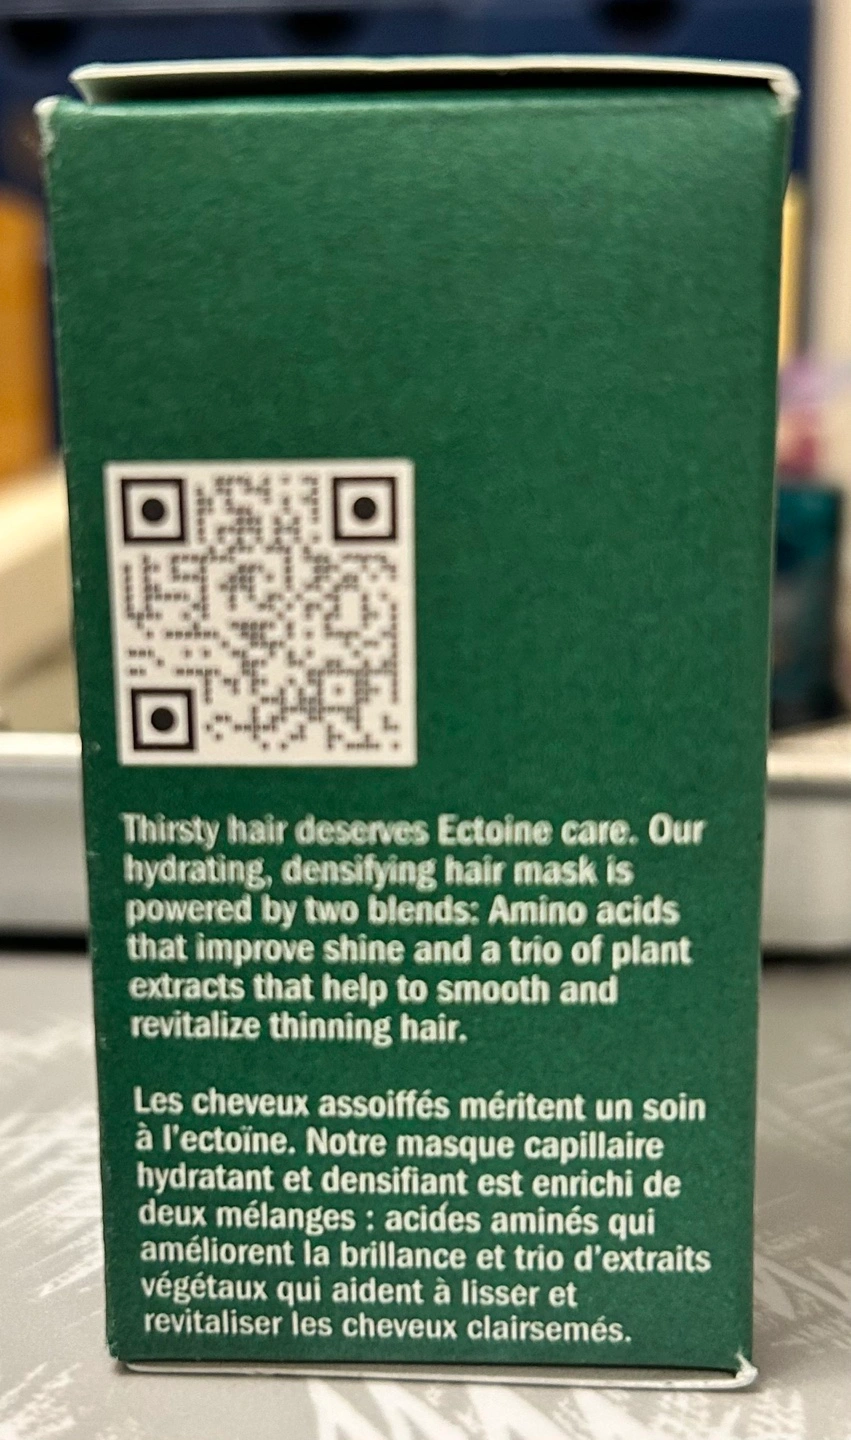 Thirsty hair deserves Ectoine care. Our
hydrating, densifying hair mask is
powered by two blends: Amino acids
that improve shine and a trio of plant
extracts that help to smooth and
revitalize thinning hair.
Les cheveux assoiffés méritent un soin
à l'ectoïne. Notre masque capillaire
hydratant et densifiant est enrichi de
deux mélanges : acides aminés qui
améliorent la brillance et trio d'extraits
végétaux qui aident à lisser et
revitaliser les cheveux clairsemés.